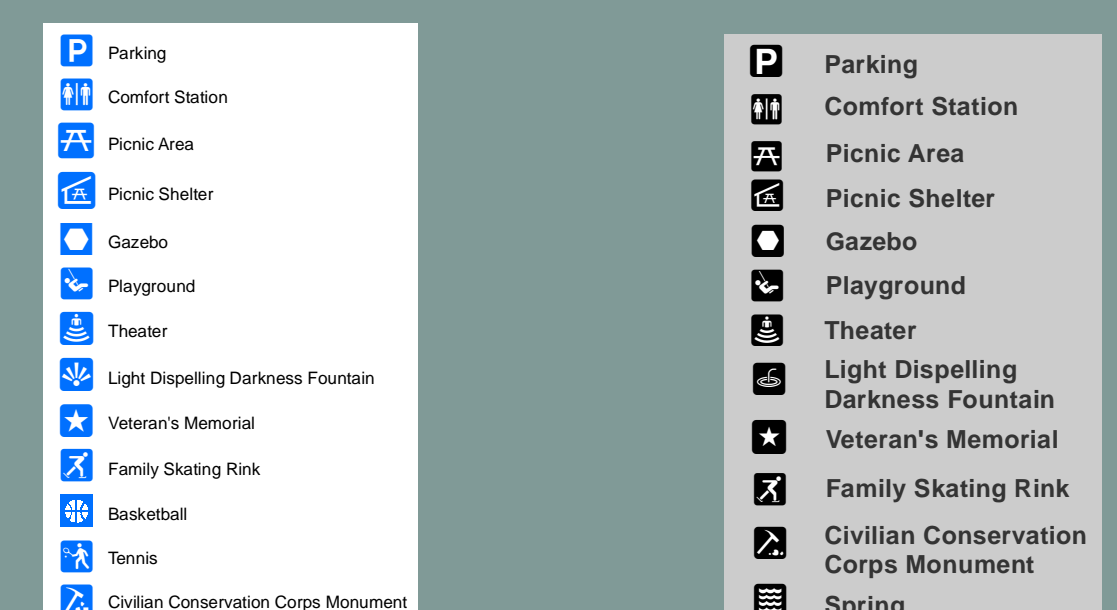 P Parking
Comfort Station
Picnic Area
Picnic Shelter
Gazebo
Playground
Theater
Light Dispelling Darkness Fountain
Veteran's Memorial
Family Skating Rink
Basketball
Tennis
Civilian Conservation Corps Monument
P Parking
Comfort Station
Picnic Area
Picnic Shelter
Gazebo
Playground
Theater
Light Dispelling
Darkness Fountain
Veteran's Memorial
Family Skating Rink
Civilian Conservation
Corps Monument
Spring